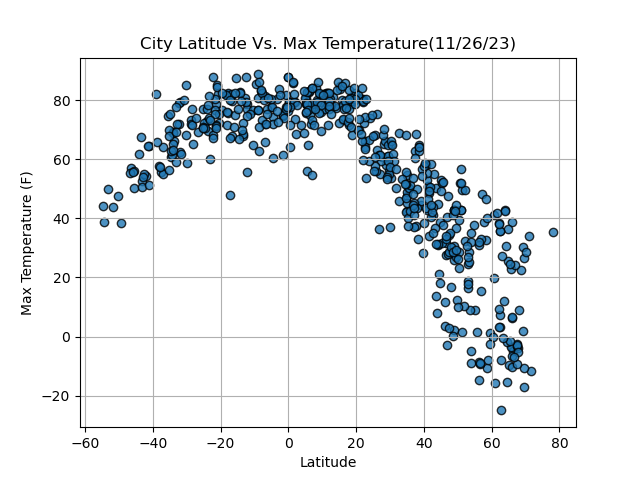 City Latitude Vs. Max Temperature(11/26/23)
Max Temperature (F)
80
60
40
20
0
−20
−60 −40 −20 0 20 40 60 80
Latitude